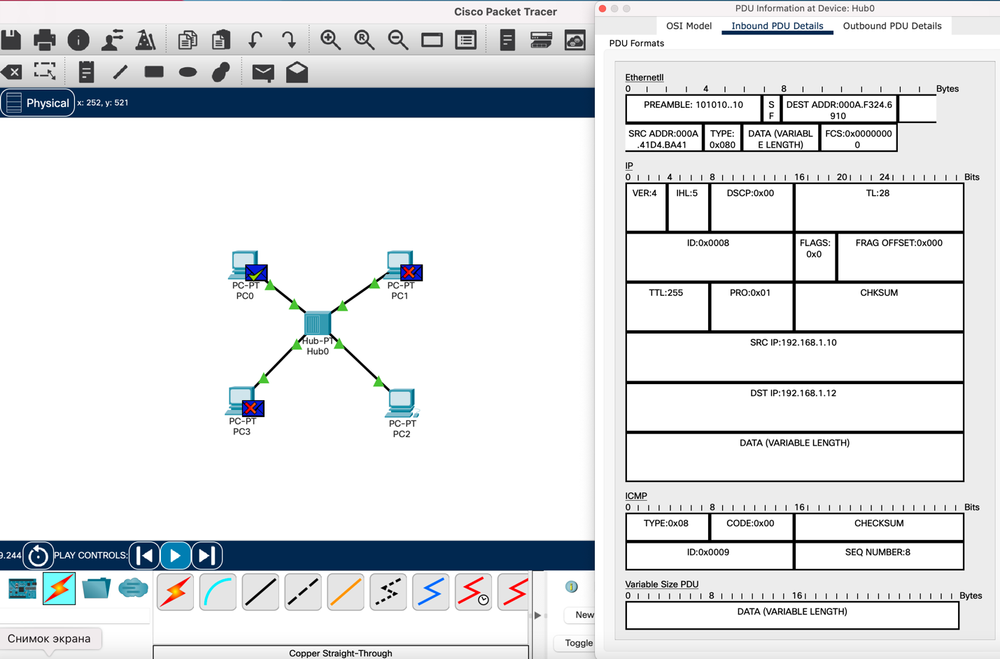 Cisco Packet Tracer
PDU Information at Device: Hub0
OSI Model
Inbound PDU Details
Outbound PDU Details
PDU Formats
Physical
x: 252, y: 521
EthernetII
0 4 8 Bytes
PREAMBLE: 101010..10
S
F
DEST ADDR:000A.F324.6
910
SRC ADDR:000A
.41D4.BA41
TYPE:
0x080
DATA (VARIABL
E LENGTH)
FCS:0x0000000
0
IP
0 4 8 16 20 24 Bits
VER:4
IHL:5
DSCP:0x00
TL:28
ID:0x0008
FLAGS:
0x0
FRAG OFFSET:0x000
TTL:255
PRO:0x01
CHKSUM
SRC IP:192.168.1.10
DST IP:192.168.1.12
DATA (VARIABLE LENGTH)
ICMP
0 8 16 Bits
TYPE:0x08
CODE:0x00
CHECKSUM
ID:0x0009
SEQ NUMBER:8
Variable Size PDU
0 8 16 Bytes
DATA (VARIABLE LENGTH)
PC-PT
PC0
PC-PT
PC1
Hub-PT
Hub0
PC-PT
PC3
PC-PT
PC2
9.244
PLAY CONTROLS:
New
Toggle
Снимок экрана
Copper Straight-Through